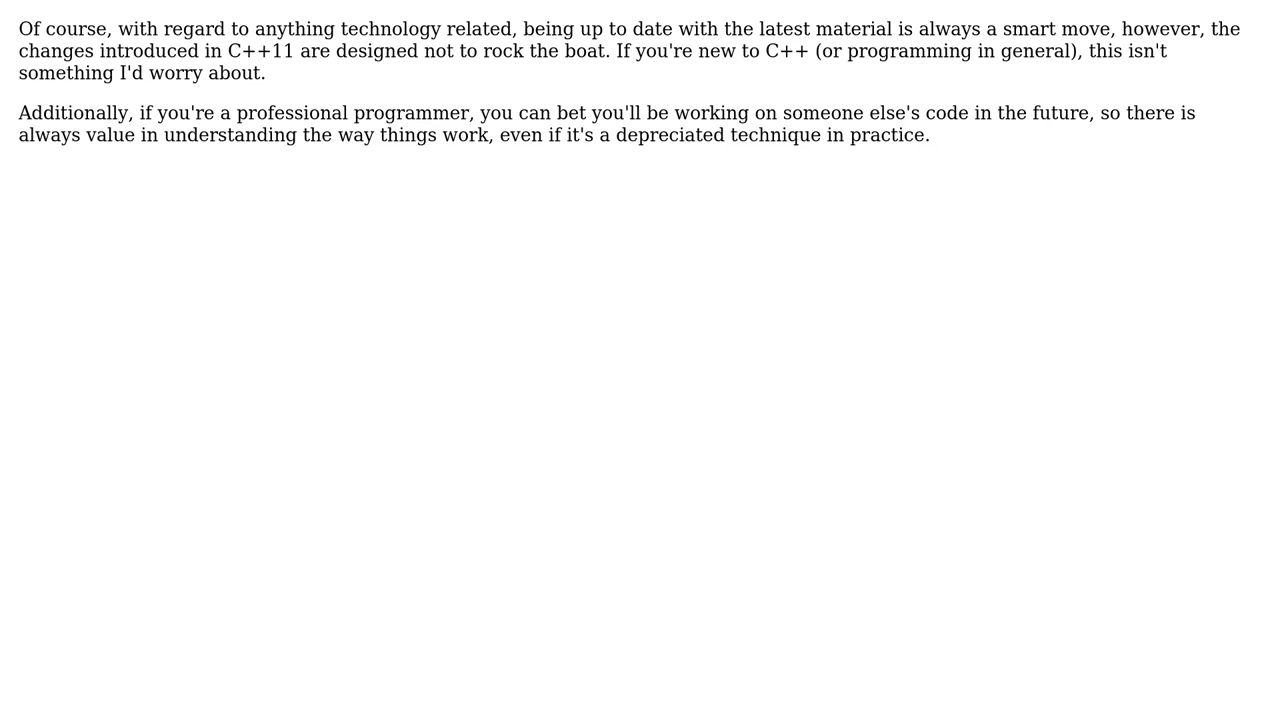 Of course, with regard to anything technology related, being up to date with the latest material is always a smart move, however, the
changes introduced in C++11 are designed not to rock the boat. If you're new to C++ (or programming in general), this isn't
something I'd worry about.
Additionally, if you're a professional programmer, you can bet you'll be working on someone else's code in the future, so there is
always value in understanding the way things work, even if it's a depreciated technique in practice.